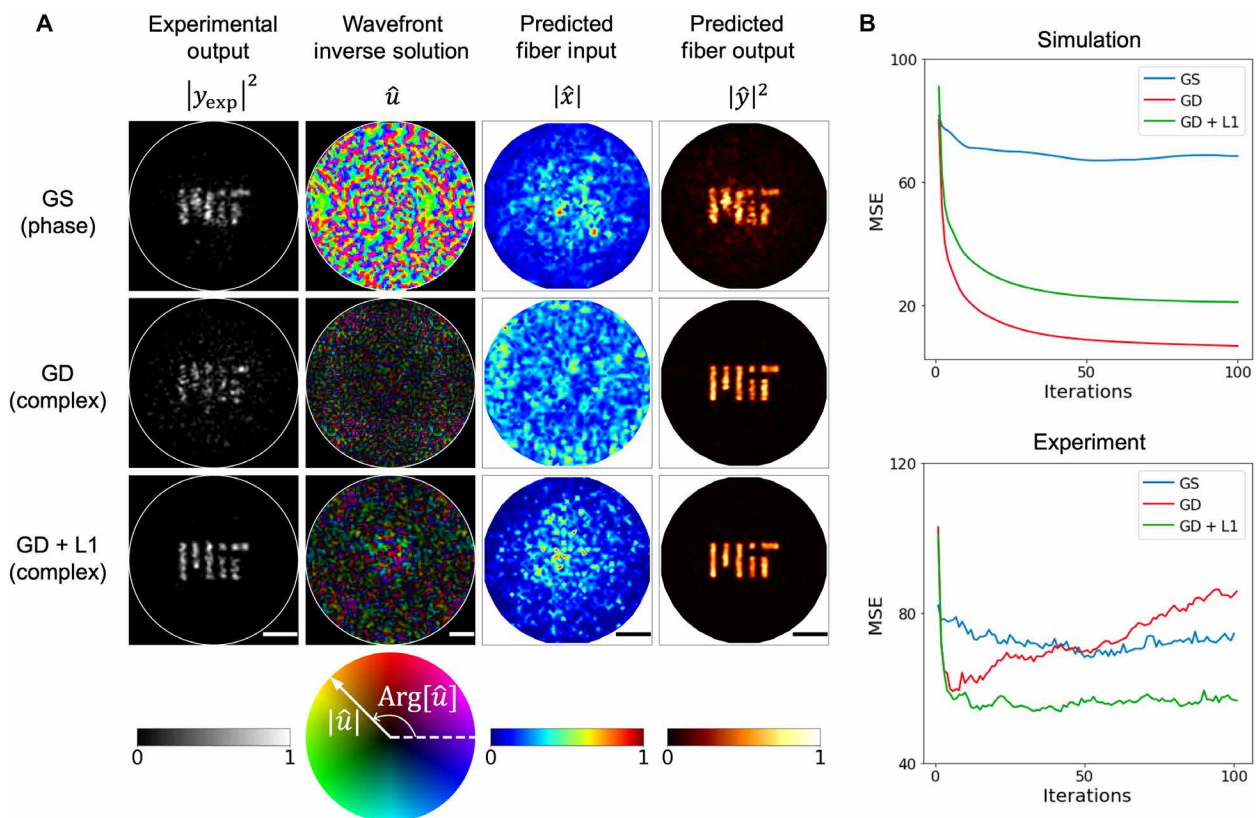 A
Experimental output
Wavefront inverse solution
Predicted fiber input
Predicted fiber output
|y_exp|²
û
|x̂|
|ŷ|²
GS
(phase)
GD
(complex)
GD + L1
(complex)
|û|
Arg[û]
0 1
0 1
0 1
B
Simulation
GS
GD
GD + L1
100
60
20
MSE
0 50 100
Iterations
Experiment
GS
GD
GD + L1
120
80
40
MSE
0 50 100
Iterations